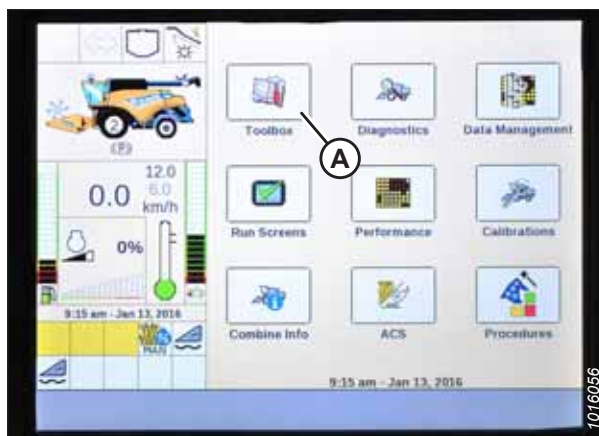 12.0
6.0
0.0 km/h
0%
9:15 am - Jan 13, 2016
MAN
Toolbox
Diagnostics
Data Management
A
Run Screens
Performance
Calibrations
Combine Info
ACS
Procedures
9:15 am - Jan 13, 2016
1016056